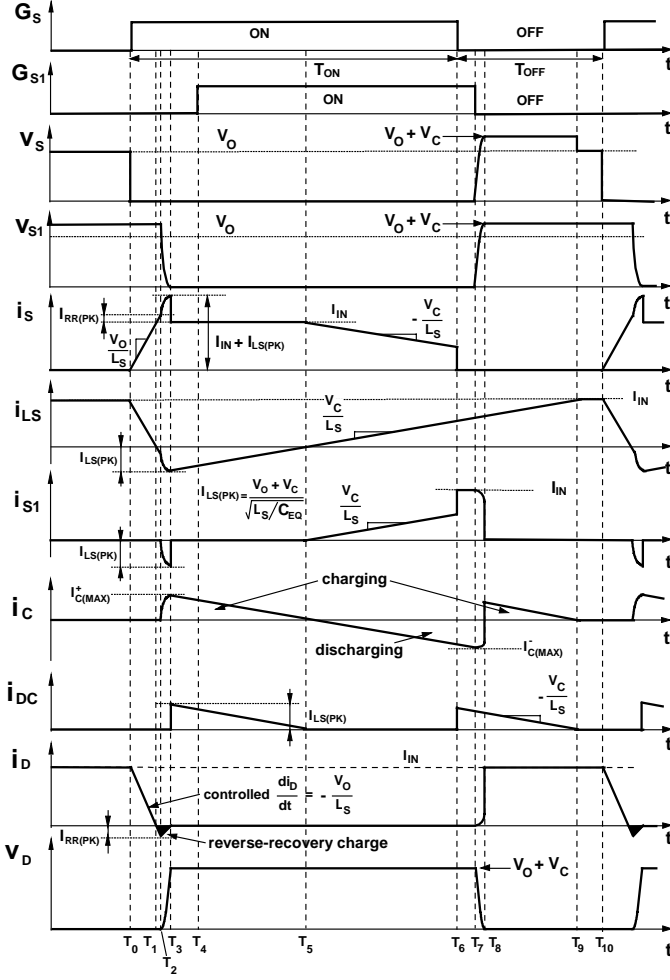 G_S
ON
OFF
t
T_ON
T_OFF
G_S1
ON
OFF
t
V_S
V_O
V_O + V_C
t
V_S1
V_O
V_O + V_C
t
i_S
I_RR(PK)
V_O
L_S
I_IN + I_LS(PK)
I_IN
- V_C
L_S
t
i_LS
I_LS(PK)
V_C
L_S
I_IN
t
i_S1
I_LS(PK)
I_LS(PK) = V_O + V_C
√L_S/C_EQ
V_C
L_S
I_IN
t
i_C
I^+_C(MAX)
charging
discharging
I^-_C(MAX)
t
i_DC
I_LS(PK)
- V_C
L_S
t
i_D
I_IN
controlled di_D = - V_O
dt L_S
I_RR(PK)
reverse-recovery charge
t
V_D
V_O + V_C
T_0 T_1 T_2 T_3 T_4 T_5 T_6 T_7 T_8 T_9 T_10
t